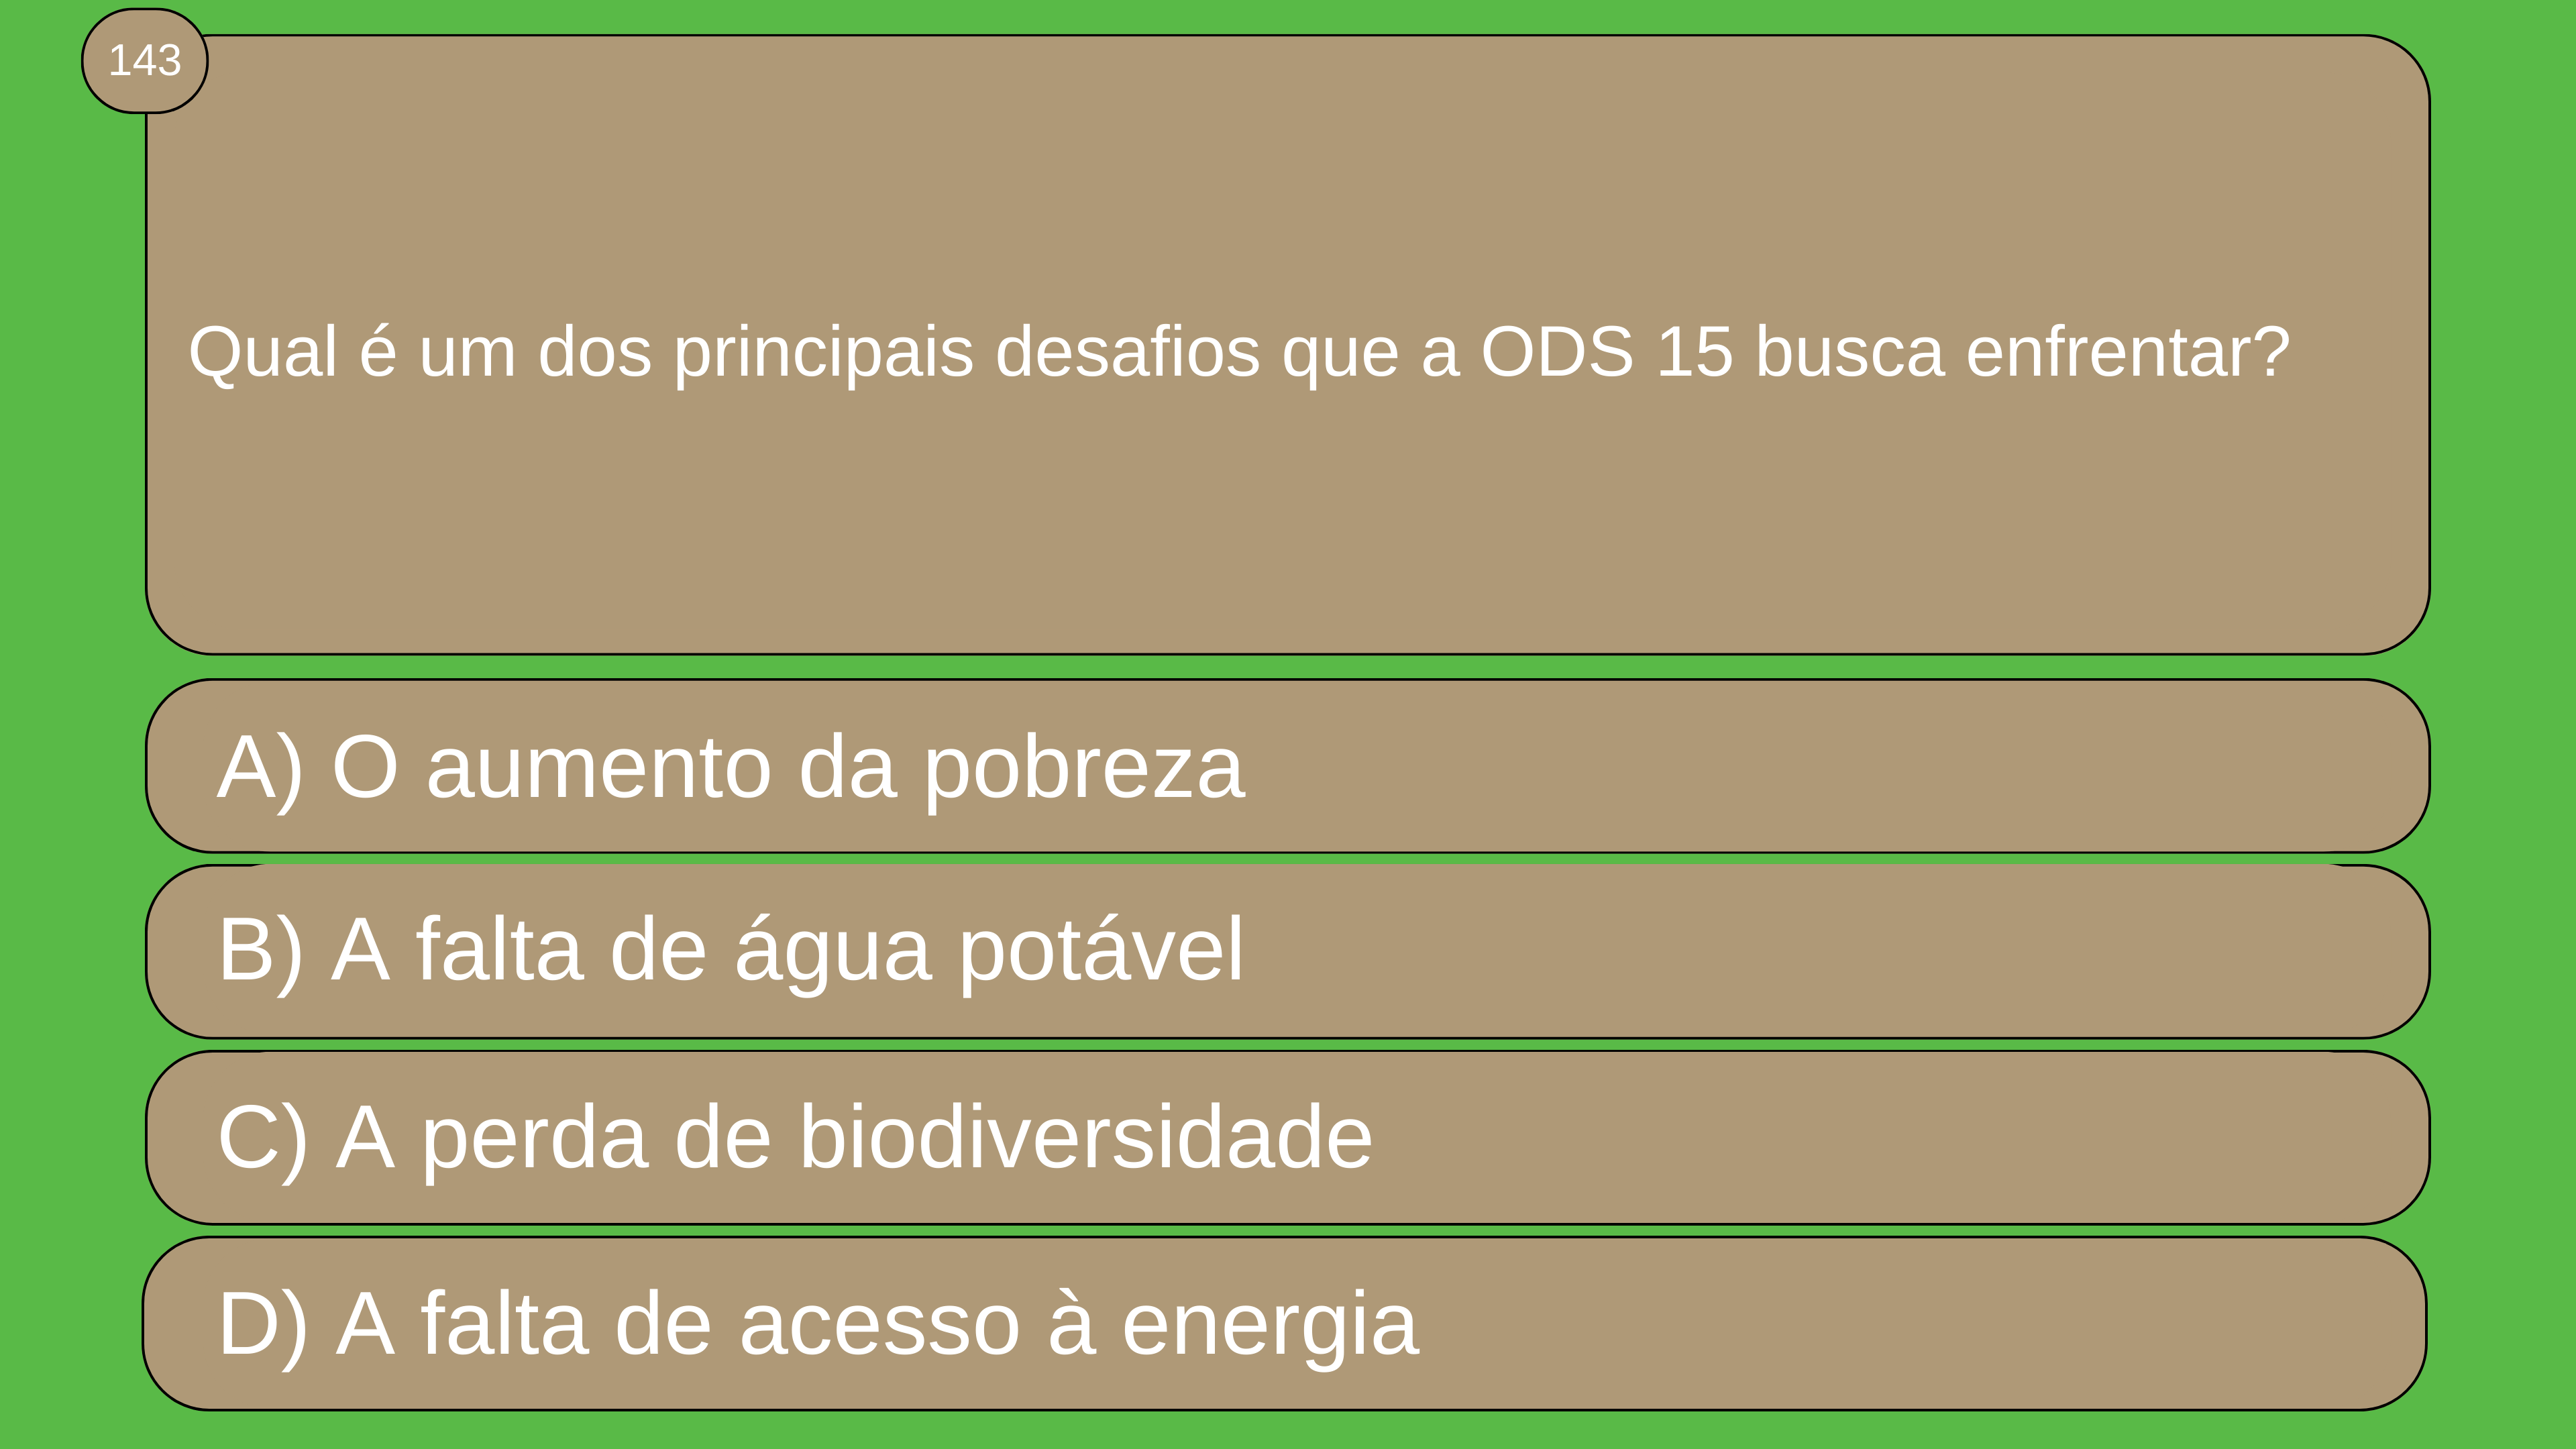 143
Qual é um dos principais desafios que a ODS 15 busca enfrentar?
A) O aumento da pobreza
B) A falta de água potável
C) A perda de biodiversidade
D) A falta de acesso à energia